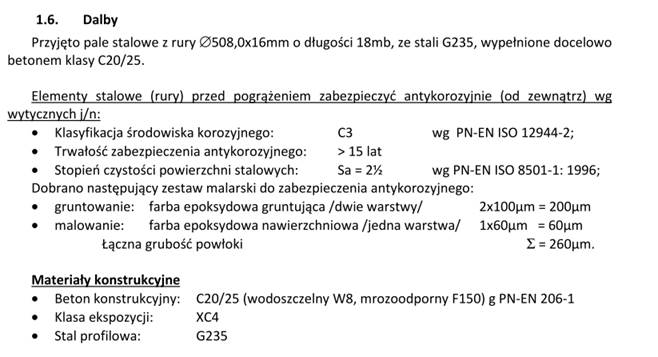 1.6. Dalby
Przyjęto pale stalowe z rury ∅508,0x16mm o długości 18mb, ze stali G235, wypełnione docelowo
betonem klasy C20/25.
Elementy stalowe (rury) przed pogrążeniem zabezpieczyć antykorozyjnie (od zewnątrz) wg
wytycznych j/n:
• Klasyfikacja środowiska korozyjnego: C3 wg PN-EN ISO 12944-2;
• Trwałość zabezpieczenia antykorozyjnego: > 15 lat
• Stopień czystości powierzchni stalowych: Sa = 2½ wg PN-EN ISO 8501-1: 1996;
Dobrano następujący zestaw malarski do zabezpieczenia antykorozyjnego:
• gruntowanie: farba epoksydowa gruntująca /dwie warstwy/ 2x100µm = 200µm
• malowanie: farba epoksydowa nawierzchniowa /jedna warstwa/ 1x60µm = 60µm
Łączna grubość powłoki Σ = 260µm.
Materiały konstrukcyjne
• Beton konstrukcyjny: C20/25 (wodoszczelny W8, mrozoodporny F150) g PN-EN 206-1
• Klasa ekspozycji: XC4
• Stal profilowa: G235